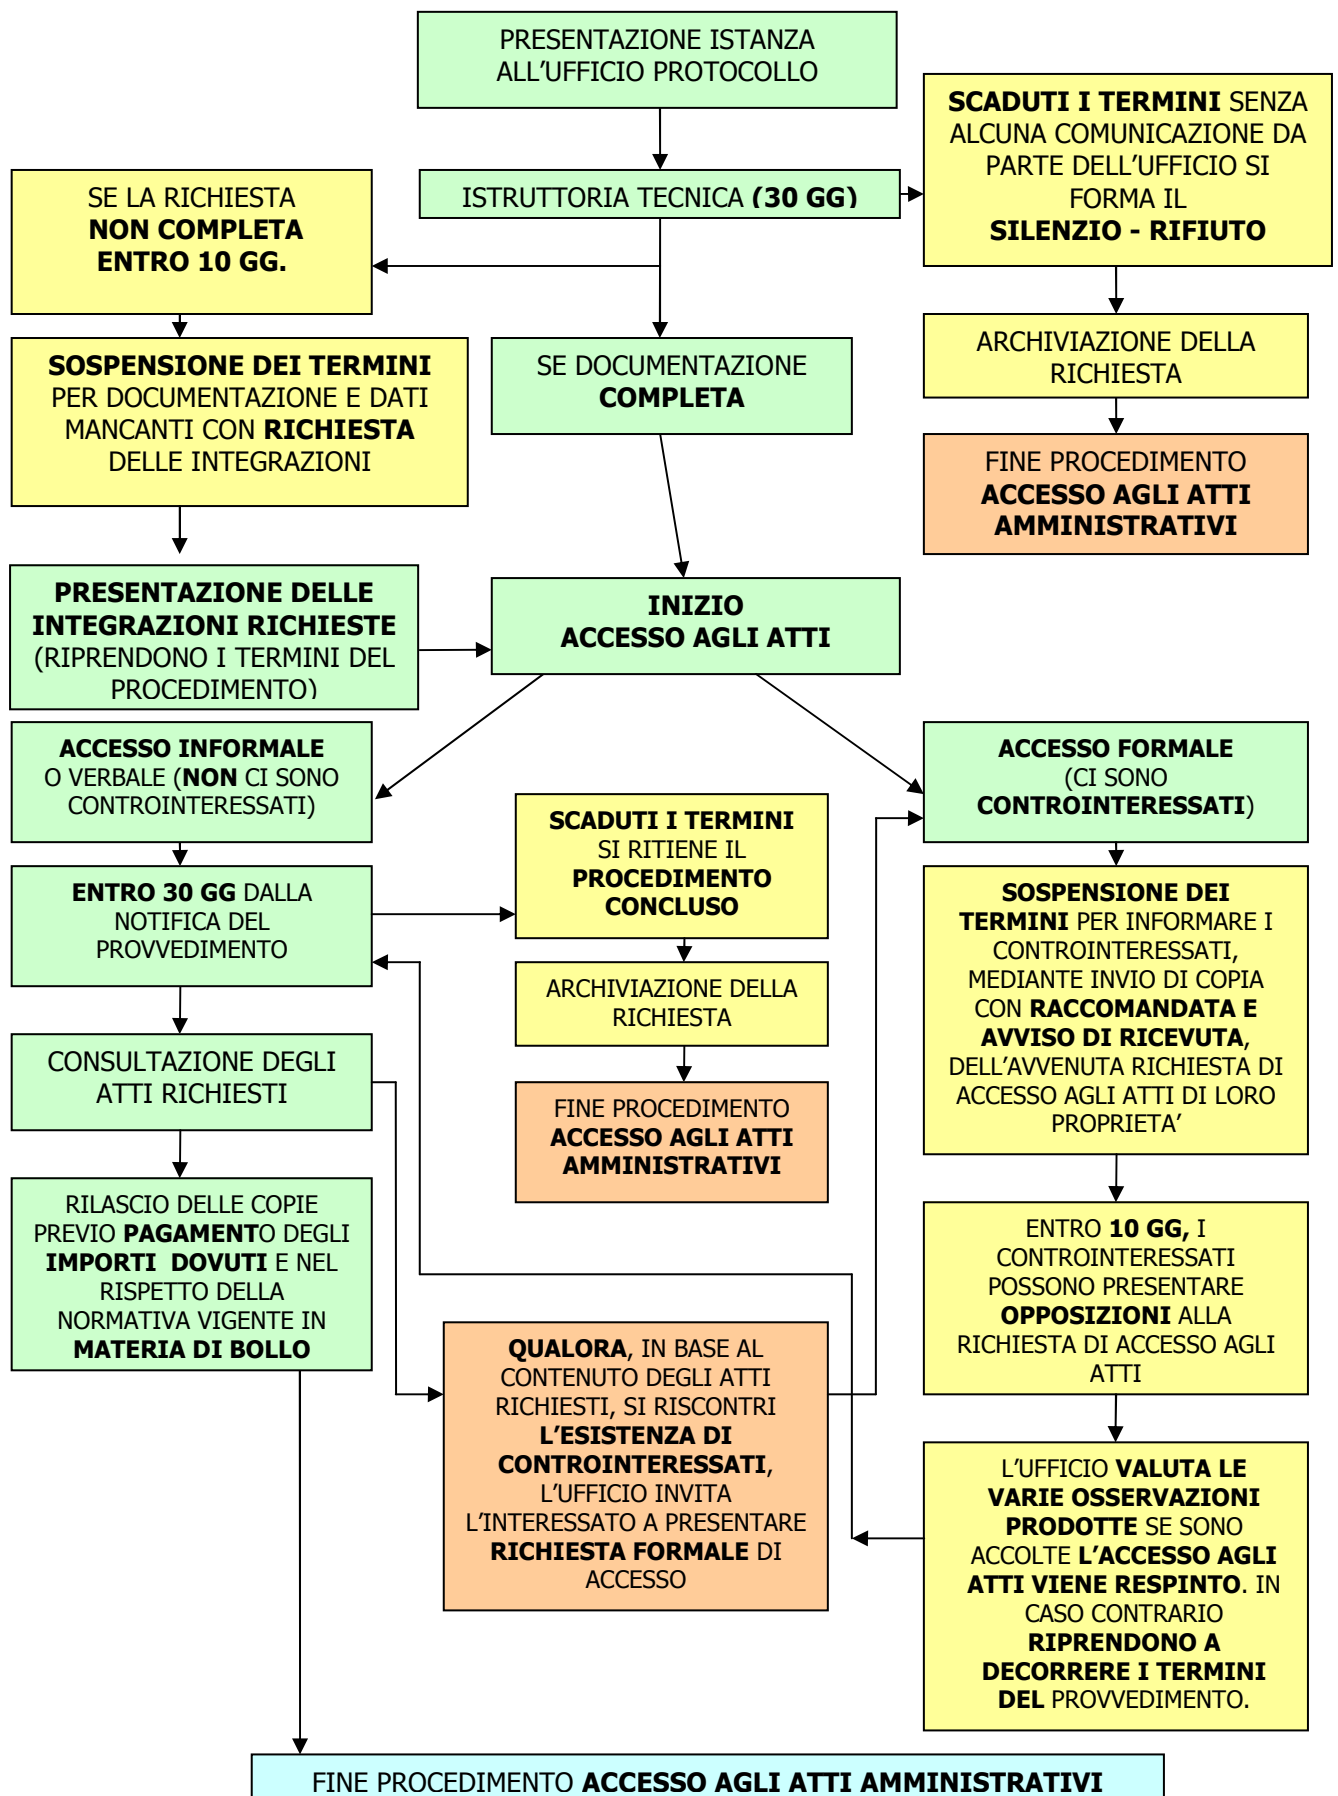 PRESENTAZIONE ISTANZA
ALL'UFFICIO PROTOCOLLO
SCADUTI I TERMINI SENZA
ALCUNA COMUNICAZIONE DA
PARTE DELL'UFFICIO SI
FORMA IL
SILENZIO - RIFIUTO
SE LA RICHIESTA
NON COMPLETA
ENTRO 10 GG.
ISTRUTTORIA TECNICA (30 GG)
SOSPENSIONE DEI TERMINI
PER DOCUMENTAZIONE E DATI
MANCANTI CON RICHIESTA
DELLE INTEGRAZIONI
SE DOCUMENTAZIONE
COMPLETA
ARCHIVIAZIONE DELLA
RICHIESTA
FINE PROCEDIMENTO
ACCESSO AGLI ATTI
AMMINISTRATIVI
PRESENTAZIONE DELLE
INTEGRAZIONI RICHIESTE
(RIPRENDONO I TERMINI DEL
PROCEDIMENTO)
INIZIO
ACCESSO AGLI ATTI
ACCESSO INFORMALE
O VERBALE (NON CI SONO
CONTROINTERESSATI)
ACCESSO FORMALE
(CI SONO
CONTROINTERESSATI)
SCADUTI I TERMINI
SI RITIENE IL
PROCEDIMENTO
CONCLUSO
ENTRO 30 GG DALLA
NOTIFICA DEL
PROVVEDIMENTO
SOSPENSIONE DEI
TERMINI PER INFORMARE I
CONTROINTERESSATI,
MEDIANTE INVIO DI COPIA
CON RACCOMANDATA E
AVVISO DI RICEVUTA,
DELL'AVVENUTA RICHIESTA DI
ACCESSO AGLI ATTI DI LORO
PROPRIETA'
ARCHIVIAZIONE DELLA
RICHIESTA
CONSULTAZIONE DEGLI
ATTI RICHIESTI
FINE PROCEDIMENTO
ACCESSO AGLI ATTI
AMMINISTRATIVI
RILASCIO DELLE COPIE
PREVIO PAGAMENTO DEGLI
IMPORTI DOVUTI E NEL
RISPETTO DELLA
NORMATIVA VIGENTE IN
MATERIA DI BOLLO
ENTRO 10 GG, I
CONTROINTERESSATI
POSSONO PRESENTARE
OPPOSIZIONI ALLA
RICHIESTA DI ACCESSO AGLI
ATTI
QUALORA, IN BASE AL
CONTENUTO DEGLI ATTI
RICHIESTI, SI RISCONTRI
L'ESISTENZA DI
CONTROINTERESSATI,
L'UFFICIO INVITA
L'INTERESSATO A PRESENTARE
RICHIESTA FORMALE DI
ACCESSO
L'UFFICIO VALUTA LE
VARIE OSSERVAZIONI
PRODOTTE SE SONO
ACCOLTE L'ACCESSO AGLI
ATTI VIENE RESPINTO. IN
CASO CONTRARIO
RIPRENDONO A
DECORRERE I TERMINI
DEL PROVVEDIMENTO.
FINE PROCEDIMENTO ACCESSO AGLI ATTI AMMINISTRATIVI